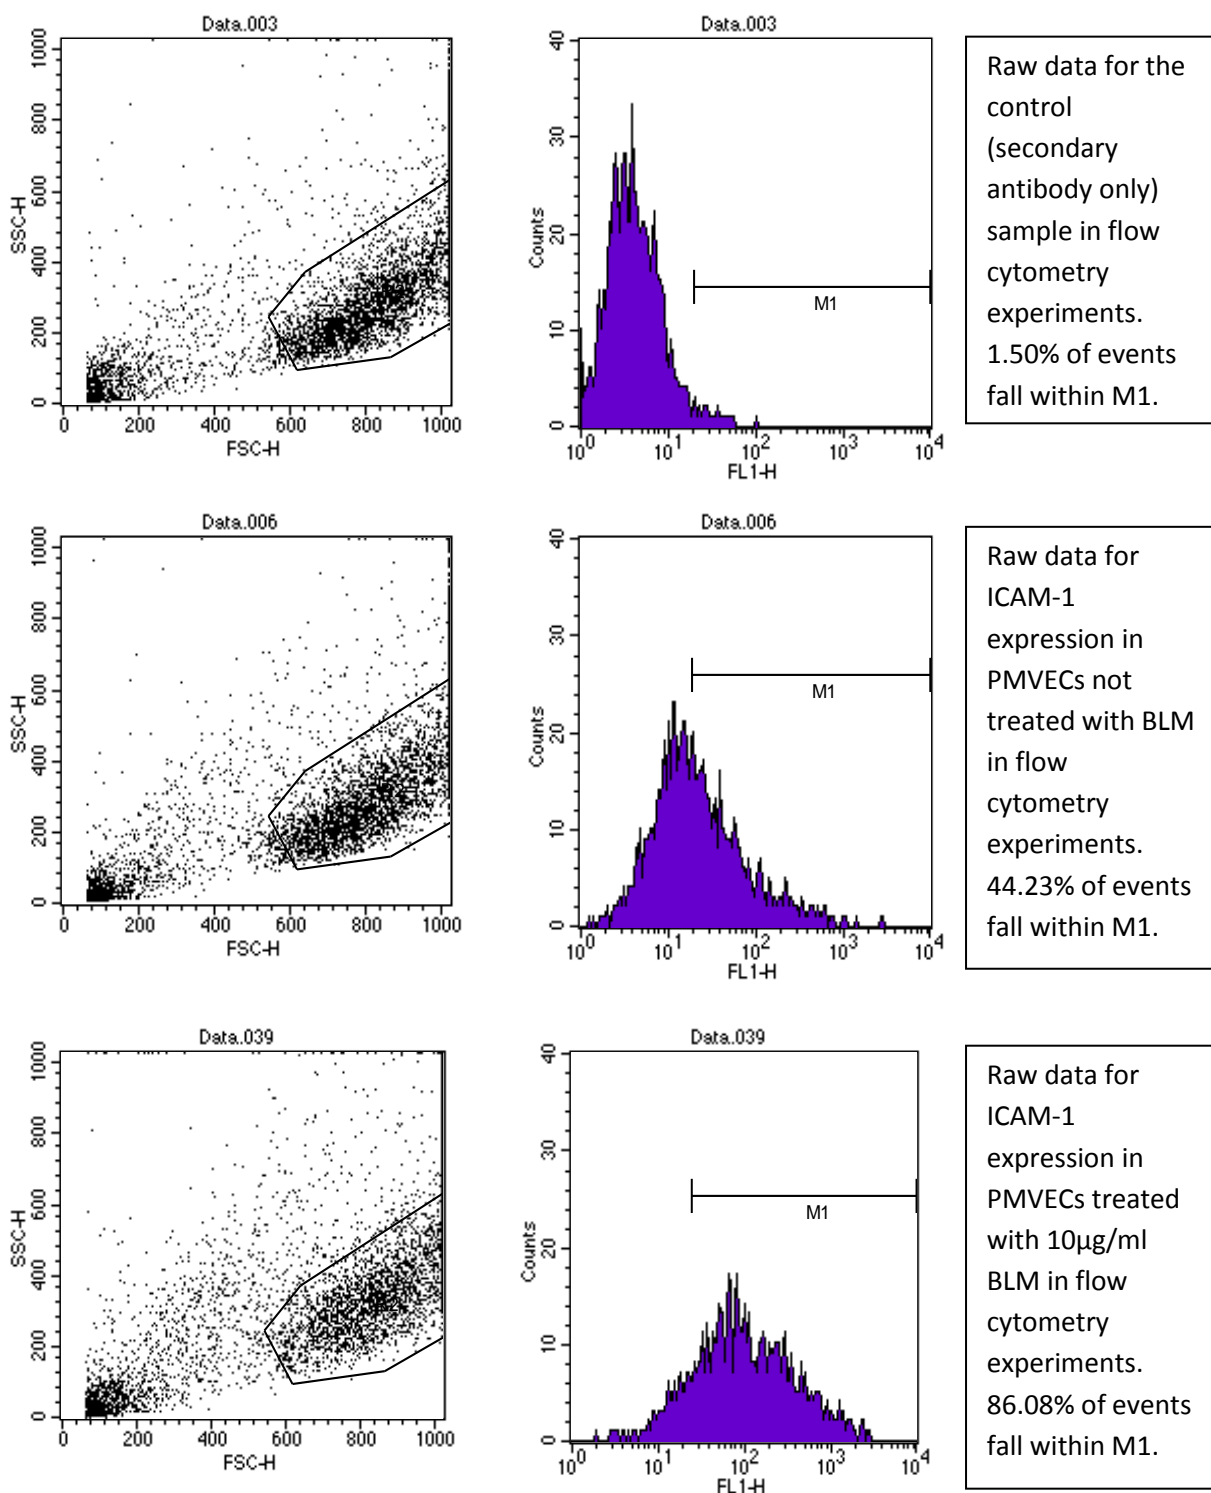 Data.003
1000
800
600
400
200
0
SSC-H
0 200 400 600 800 1000
FSC-H
Data.003
40
30
20
10
0
Counts
M1
10^0 10^1 10^2 10^3 10^4
FL1-H
Raw data for the
control
(secondary
antibody only)
sample in flow
cytometry
experiments.
1.50% of events
fall within M1.
Data.006
1000
800
600
400
200
0
SSC-H
0 200 400 600 800 1000
FSC-H
Data.006
40
30
20
10
0
Counts
M1
10^0 10^1 10^2 10^3 10^4
FL1-H
Raw data for
ICAM-1
expression in
PMVECs not
treated with BLM
in flow
cytometry
experiments.
44.23% of events
fall within M1.
Data.039
1000
800
600
400
200
0
SSC-H
0 200 400 600 800 1000
FSC-H
Data.039
40
30
20
10
0
Counts
M1
10^0 10^1 10^2 10^3 10^4
FL1-H
Raw data for
ICAM-1
expression in
PMVECs treated
with 10µg/ml
BLM in flow
cytometry
experiments.
86.08% of events
fall within M1.